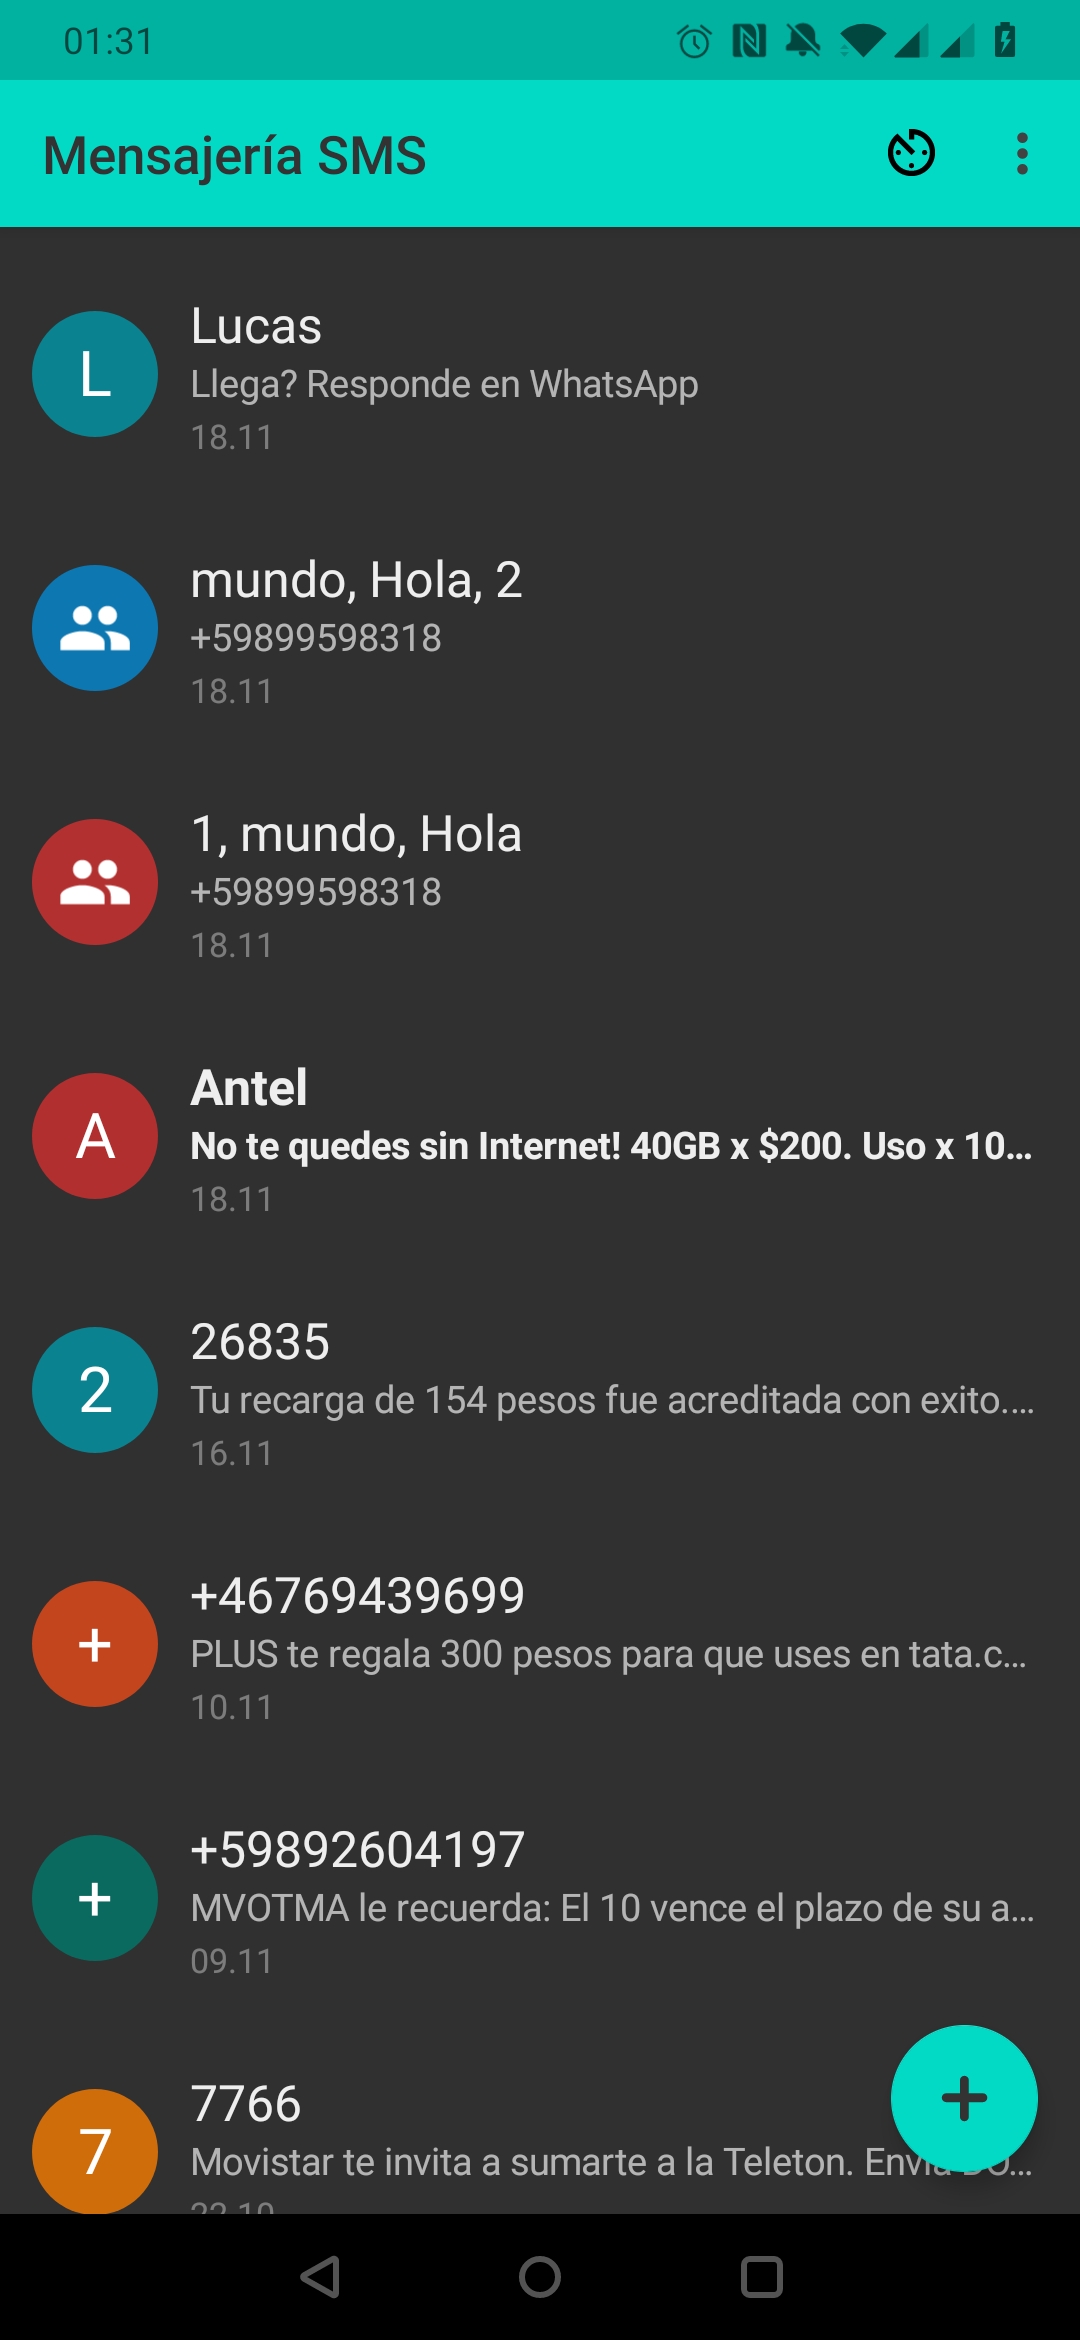 01:31
Mensajería SMS
L
Lucas
Llega? Responde en WhatsApp
18.11
mundo, Hola, 2
+59899598318
18.11
1, mundo, Hola
+59899598318
18.11
A
Antel
No te quedes sin Internet! 40GB x $200. Uso x 10...
18.11
2
26835
Tu recarga de 154 pesos fue acreditada con exito....
16.11
+
+46769439699
PLUS te regala 300 pesos para que uses en tata.c...
10.11
+
+59892604197
MVOTMA le recuerda: El 10 vence el plazo de su a...
09.11
7
7766
Movistar te invita a sumarte a la Teleton.